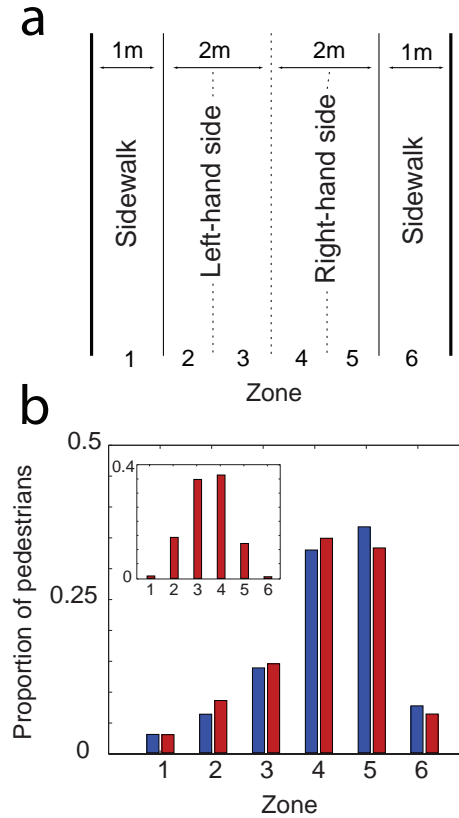 a
1m 2m 2m 1m
Sidewalk
Left-hand side
Right-hand side
Sidewalk
1 2 3 4 5 6
Zone
b
Proportion of pedestrians
0.5
0.25
0
0.4
0
1 2 3 4 5 6
1 2 3 4 5 6
Zone